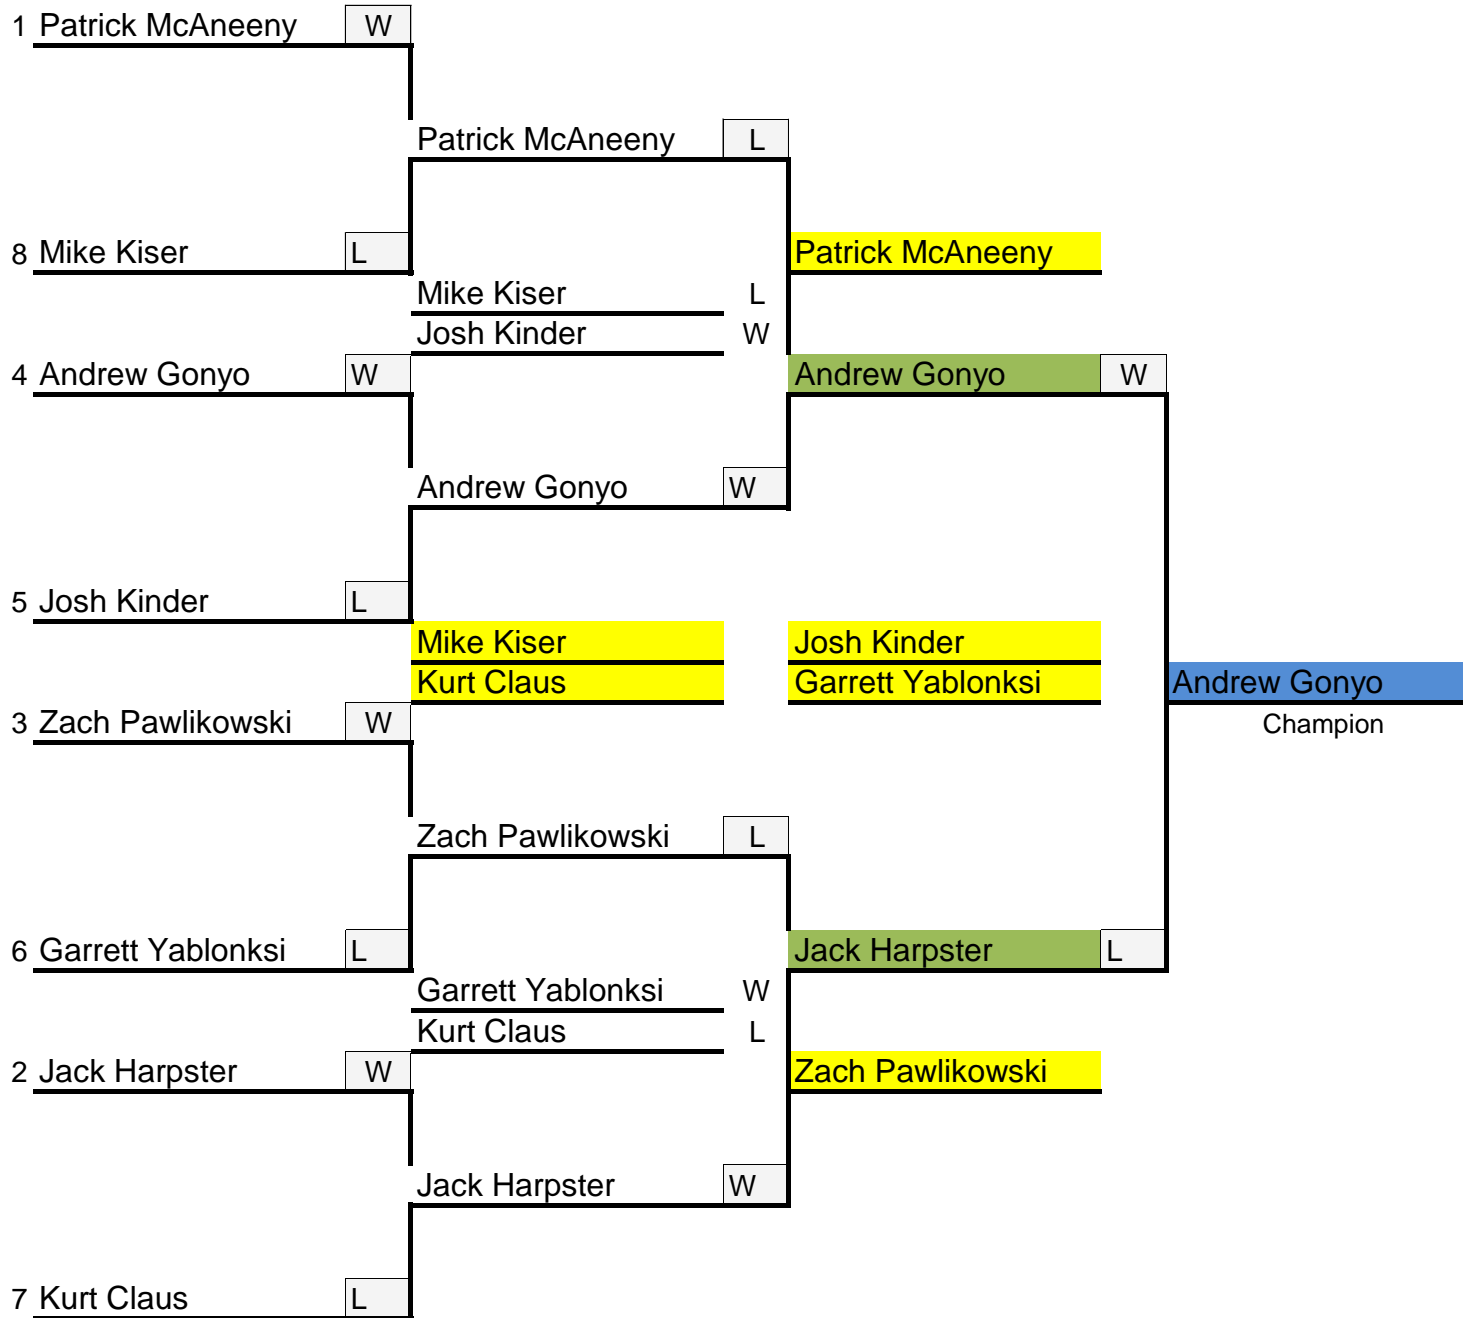 1 Patrick McAneeny W
Patrick McAneeny L
8 Mike Kiser L
Patrick McAneeny
Mike Kiser L
Josh Kinder W
4 Andrew Gonyo W
Andrew Gonyo W
Andrew Gonyo W
5 Josh Kinder L
Mike Kiser
Josh Kinder
Kurt Claus
Garrett Yablonksi
Andrew Gonyo
3 Zach Pawlikowski W
Champion
Zach Pawlikowski L
6 Garrett Yablonksi L
Jack Harpster L
Garrett Yablonksi W
Kurt Claus L
2 Jack Harpster W
Zach Pawlikowski
Jack Harpster W
7 Kurt Claus L